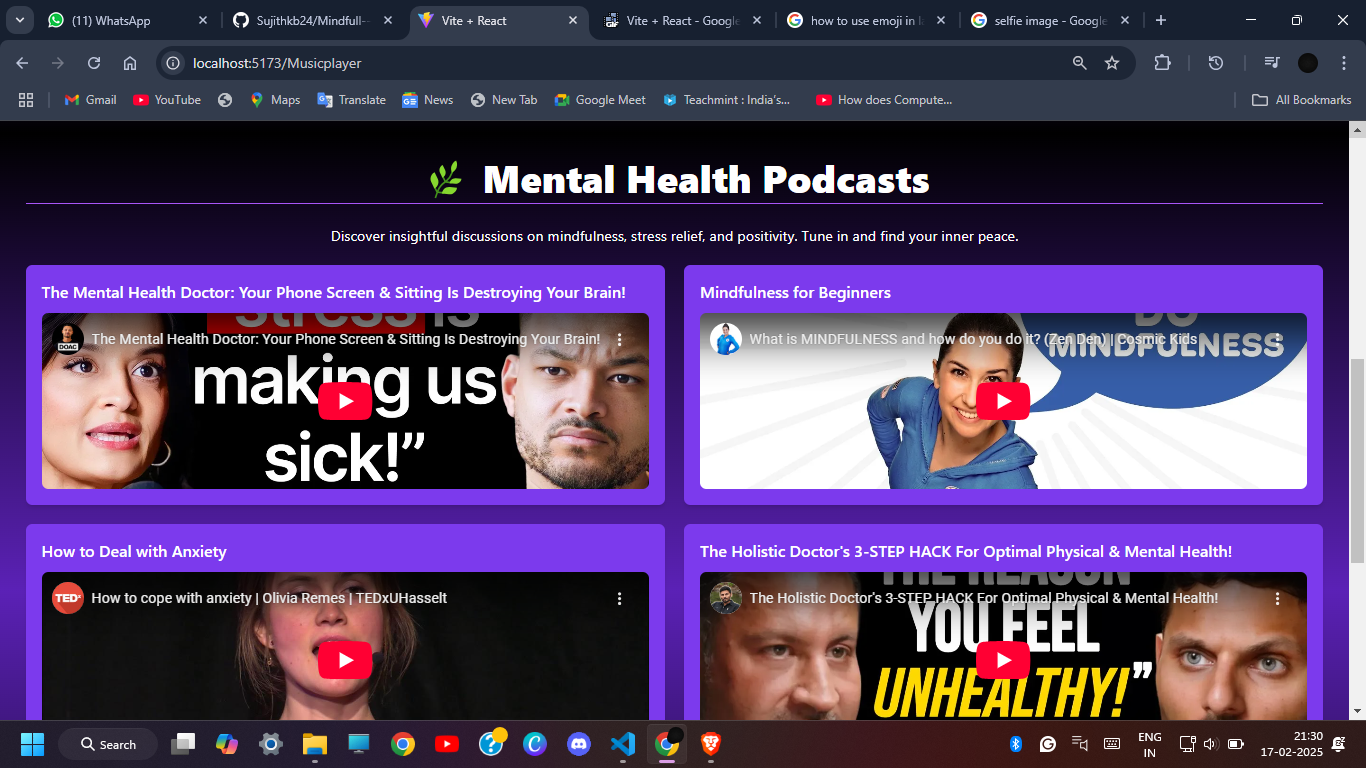 (11) WhatsApp
Sujithkb24/Mindfull--
Vite + React
Vite + React - Google
how to use emoji in
selfie image - Google
localhost:5173/Musicplayer
Gmail
YouTube
Maps
Translate
News
New Tab
Google Meet
Teachmint : India's...
How does Compute...
All Bookmarks
Mental Health Podcasts
Discover insightful discussions on mindfulness, stress relief, and positivity. Tune in and find your inner peace.
The Mental Health Doctor: Your Phone Screen & Sitting Is Destroying Your Brain!
DOAC
The Mental Health Doctor: Your Phone Screen & Sitting Is Destroying Your Brain!
Stress is
making us
sick!”
Mindfulness for Beginners
What is MINDFULNESS and how do you do it? (Zen Den) | Cosmic Kids
DO
MINDFULNESS
How to Deal with Anxiety
TEDx
How to cope with anxiety | Olivia Remes | TEDxUHasselt
The Holistic Doctor's 3-STEP HACK For Optimal Physical & Mental Health!
The Holistic Doctor's 3-STEP HACK For Optimal Physical & Mental Health!
THE REASON
YOU FEEL
UNHEALTHY!”
Search
ENG
IN
21:30
17-02-2025